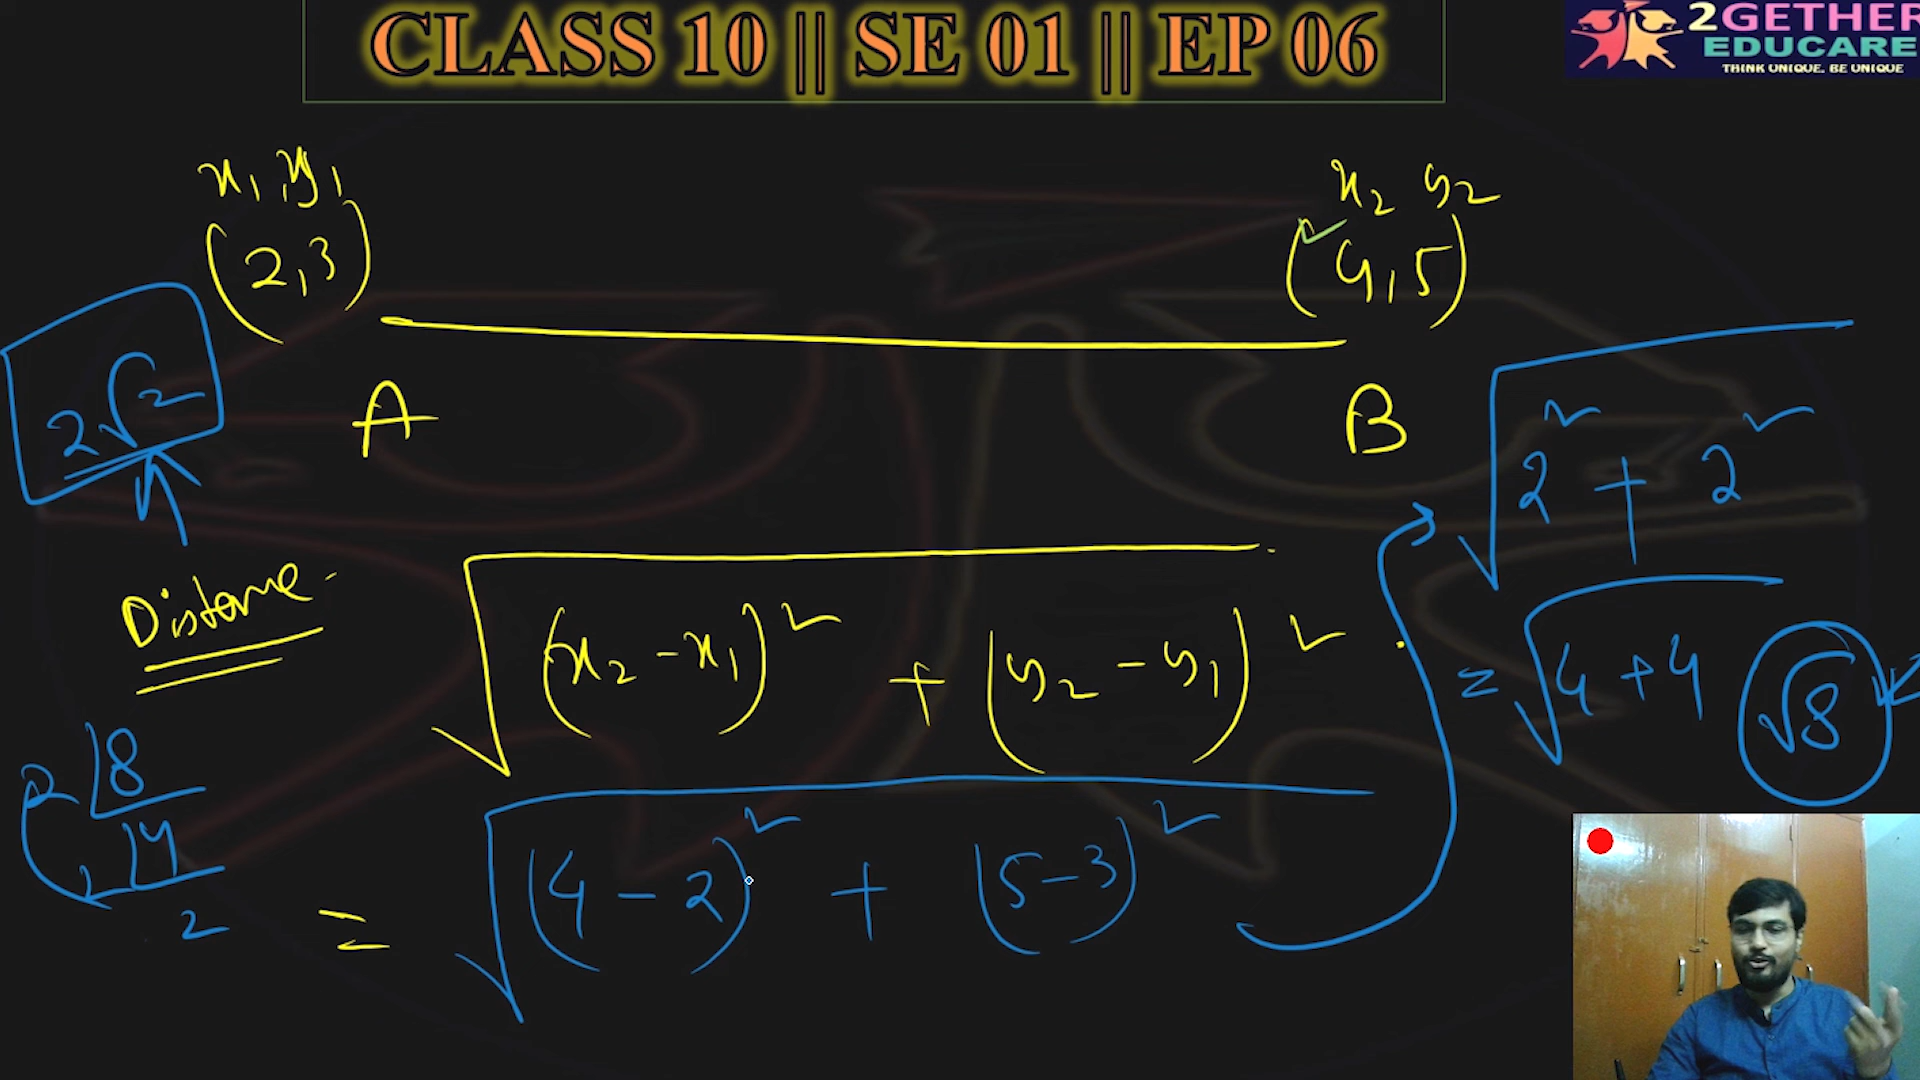 CLASS 10 || SE 01 || EP 06
2GETHER
EDUCARE
THINK UNIQUE. BE UNIQUE
x₁, y₁
(2,3)
x₂ y₂
(4,5)
A
B
2√2
Distance
√((x₂ - x₁)² + (y₂ - y₁)²)
= √((4 - 2)² + (5 - 3)²)
√(2² + 2²)
= √(4 + 4)
√8
2 | 8
2 | 4
2